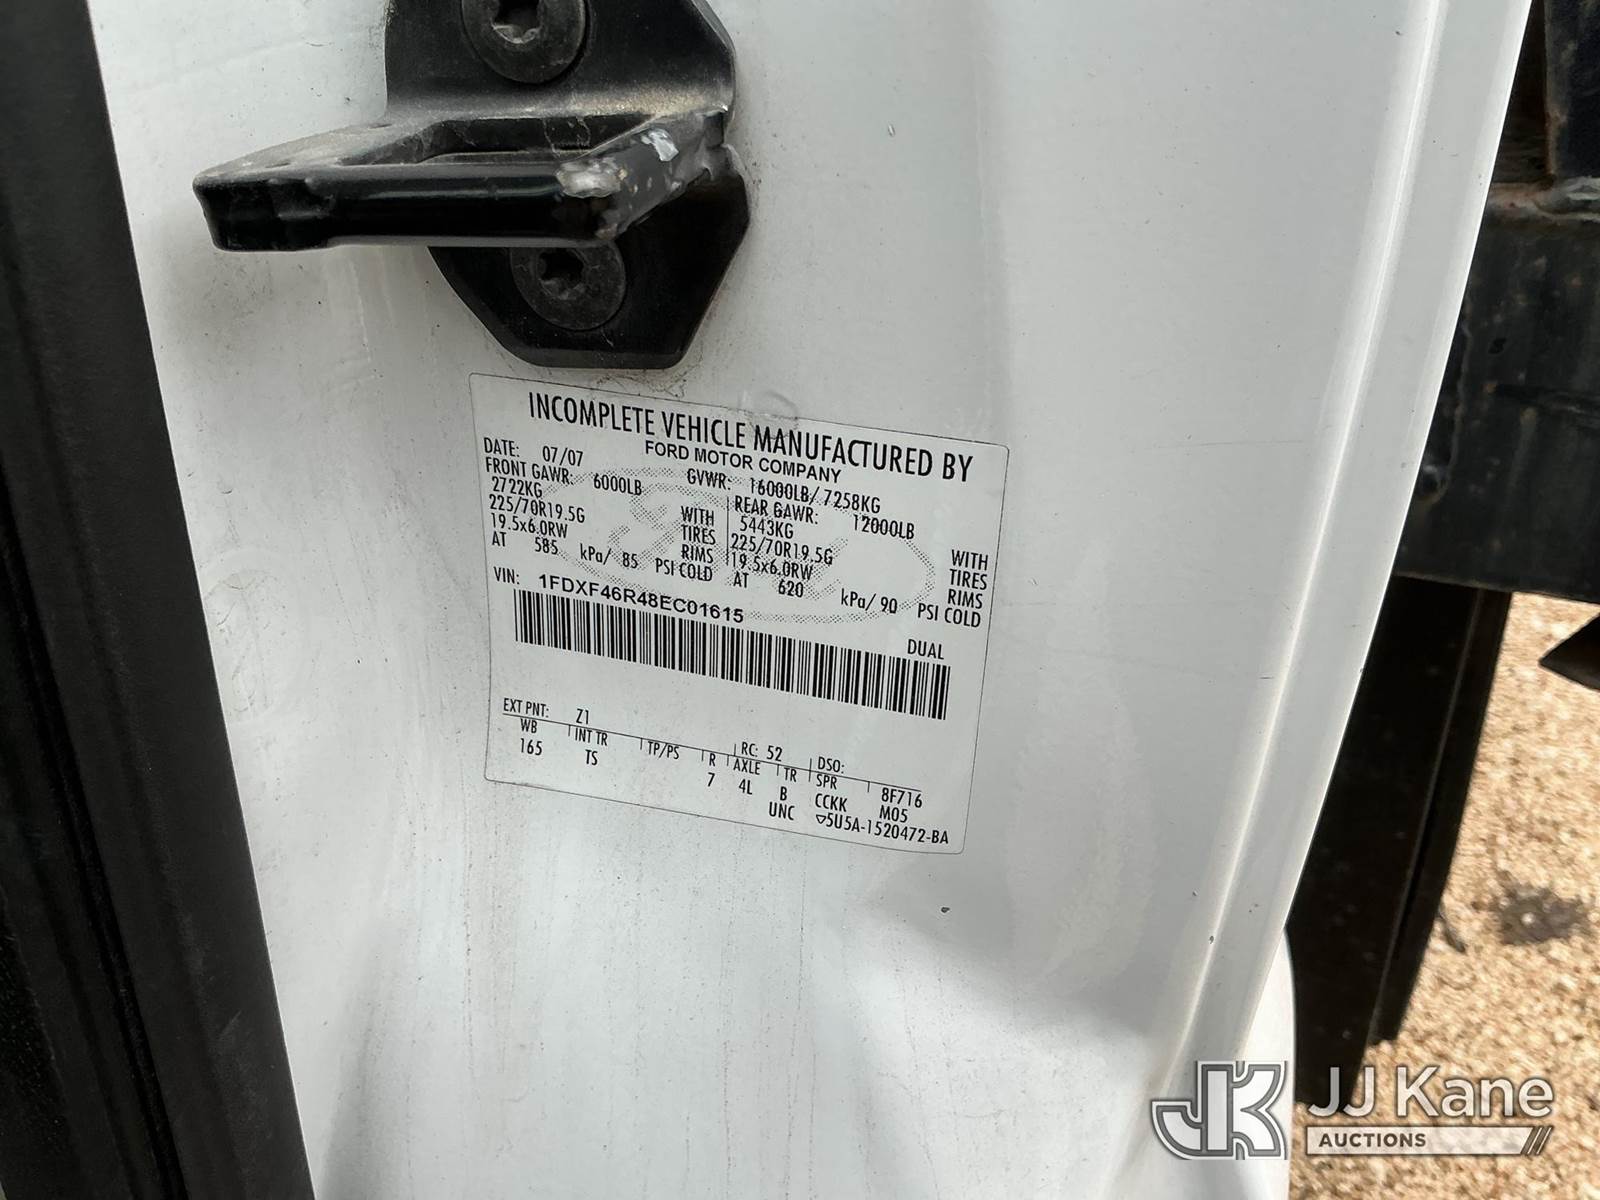 INCOMPLETE VEHICLE MANUFACTURED BY
FORD MOTOR COMPANY
DATE: 07/07 GVWR: 16000LB/ 7258KG
FRONT GAWR: 6000LB REAR GAWR: 12000LB
2722KG WITH 5443KG WITH
225/70R19.5G TIRES 225/70R19.5G TIRES
19.5x6.0RW RIMS 19.5x6.0RW RIMS
AT 585 kPa/ 85 PSI COLD AT 620 kPa/ 90 PSI COLD
VIN: 1FDXF46R48EC01615
DUAL
EXT PNT: Z1 RC: 52 DSO:
WB INT TR TP/PS R AXLE TR SPR 8F716
165 TS 7 4L B CCKK M05
UNC ▽5U5A-1520472-BA
JK JJ Kane
AUCTIONS